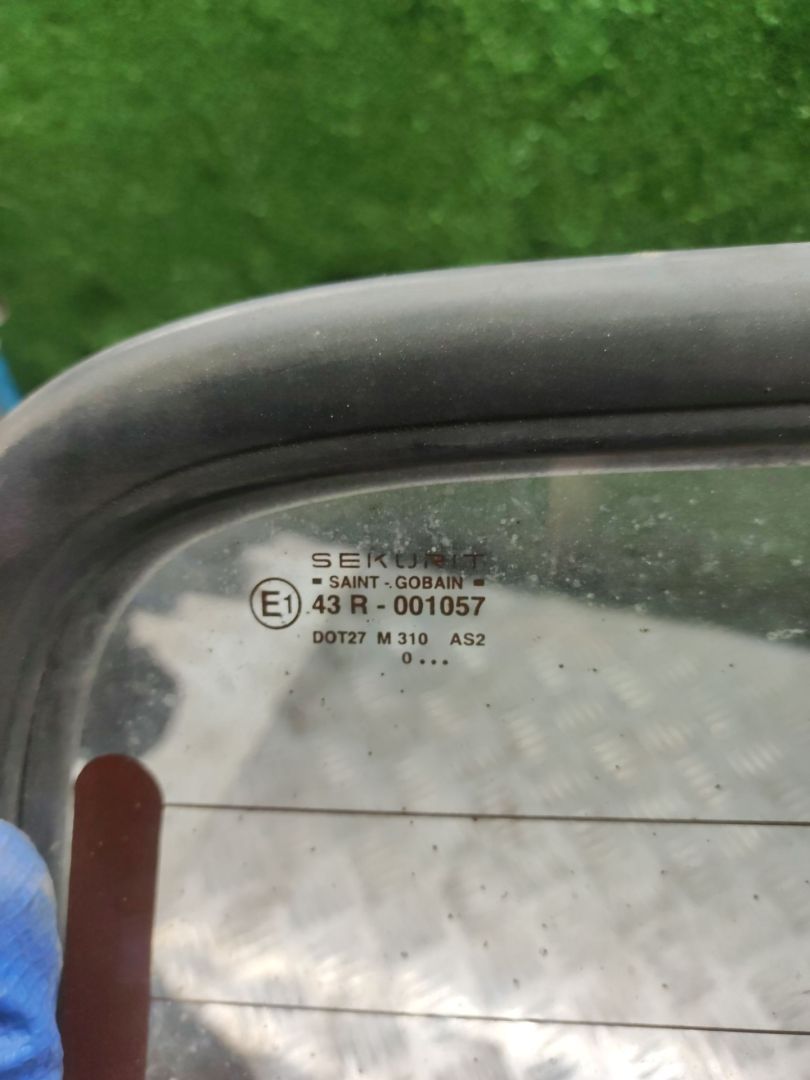 SEKURIT
SAINT-GOBAIN
E1 43 R - 001057
DOT27 M 310 AS2
0...